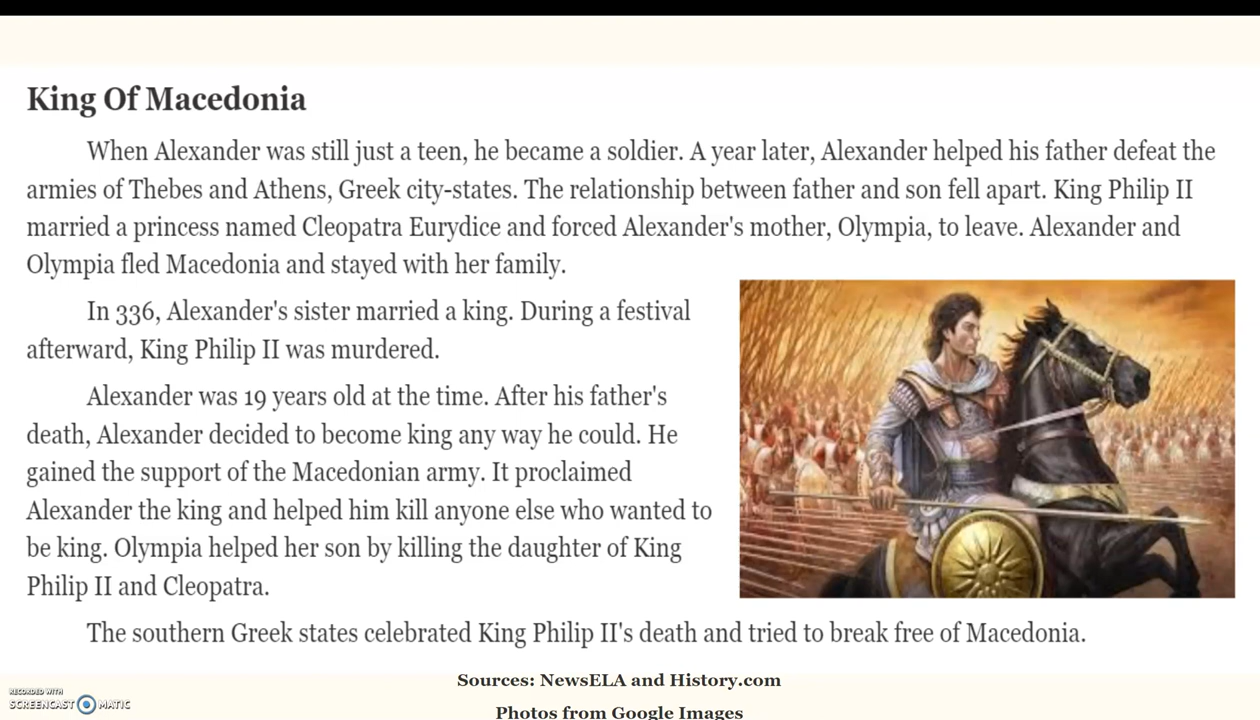 King Of Macedonia
When Alexander was still just a teen, he became a soldier. A year later, Alexander helped his father defeat the
armies of Thebes and Athens, Greek city-states. The relationship between father and son fell apart. King Philip II
married a princess named Cleopatra Eurydice and forced Alexander's mother, Olympia, to leave. Alexander and
Olympia fled Macedonia and stayed with her family.
In 336, Alexander's sister married a king. During a festival
afterward, King Philip II was murdered.
Alexander was 19 years old at the time. After his father's
death, Alexander decided to become king any way he could. He
gained the support of the Macedonian army. It proclaimed
Alexander the king and helped him kill anyone else who wanted to
be king. Olympia helped her son by killing the daughter of King
Philip II and Cleopatra.
The southern Greek states celebrated King Philip II's death and tried to break free of Macedonia.
Sources: NewsELA and History.com
Photos from Google Images
RECORDED WITH
SCREENCAST MATIC